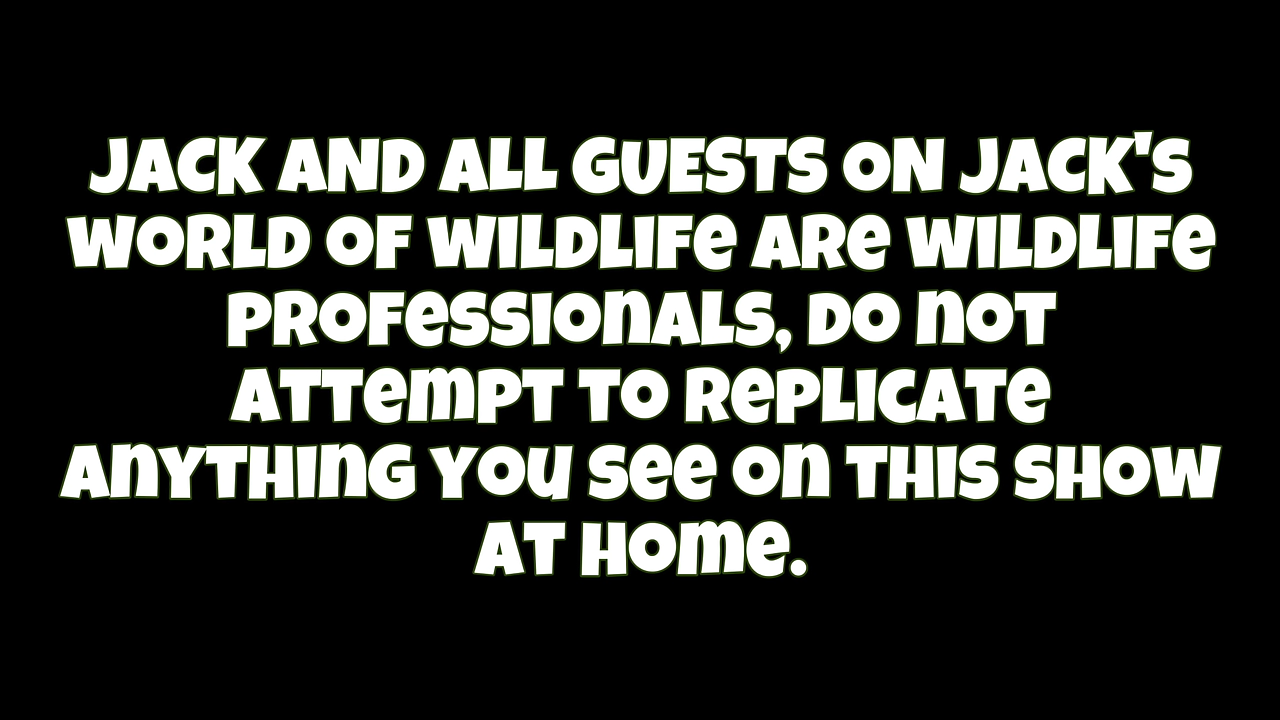 JACK AND ALL GUESTS ON JACK'S
WORLD OF WILDLIFE ARE WILDLIFE
PROFESSIONALS, DO NOT
ATTEMPT TO REPLICATE
ANYTHING YOU SEE ON THIS SHOW
AT HOME.